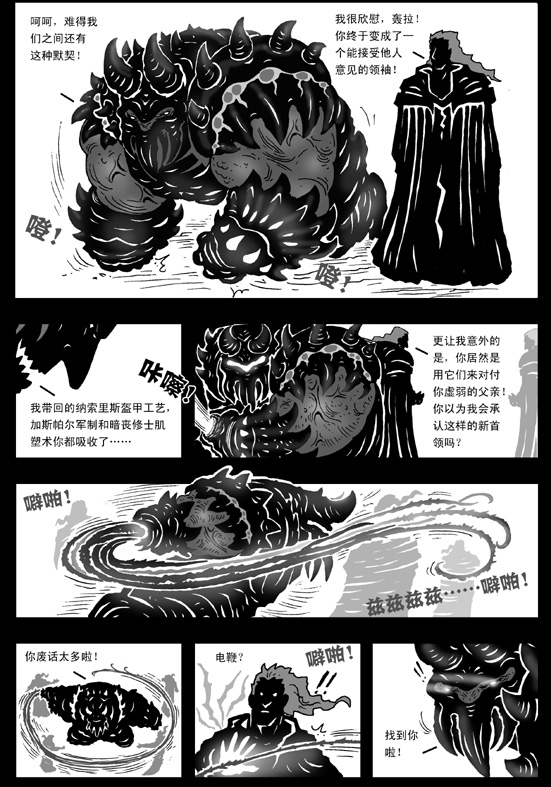 呵呵，难得我
们之间还有
这种默契！
我很欣慰，轰拉！
你终于变成了一
个能接受他人
意见的领袖！
噔！
噔！
我带回的纳索里斯盔甲工艺，
加斯帕尔军制和暗丧修士肌
塑术你都吸收了……
咔嚓！
更让我意外的
是，你居然是
用它们来对付
你虚弱的父亲！
你以为我会承
认这样的新首
领吗？
噼啪！
兹兹兹兹……噼啪！
你废话太多啦！
电鞭？
噼啪！
!!
找到你
啦！